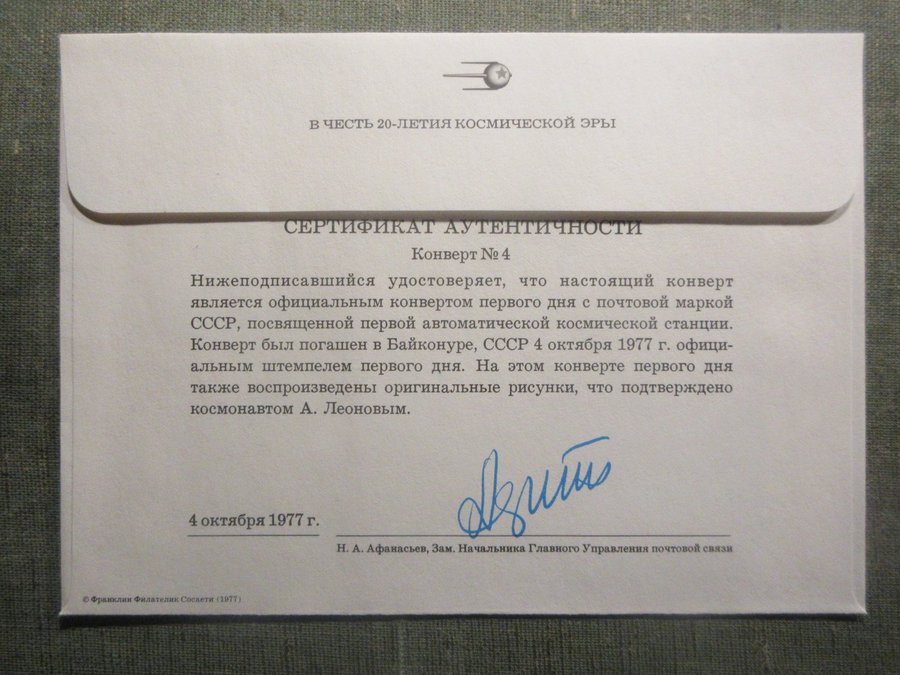 В ЧЕСТЬ 20-ЛЕТИЯ КОСМИЧЕСКОЙ ЭРЫ
СЕРТИФИКАТ АУТЕНТИЧНОСТИ
Конверт № 4
Нижеподписавшийся удостоверяет, что настоящий конверт
является официальным конвертом первого дня с почтовой маркой
СССР, посвященной первой автоматической космической станции.
Конверт был погашен в Байконуре, СССР 4 октября 1977 г. офици-
альным штемпелем первого дня. На этом конверте первого дня
также воспроизведены оригинальные рисунки, что подтверждено
космонавтом А. Леоновым.
4 октября 1977 г.
Н. А. Афанасьев, Зам. Начальника Главного Управления почтовой связи
© Франклин Филателик Сосаети (1977)